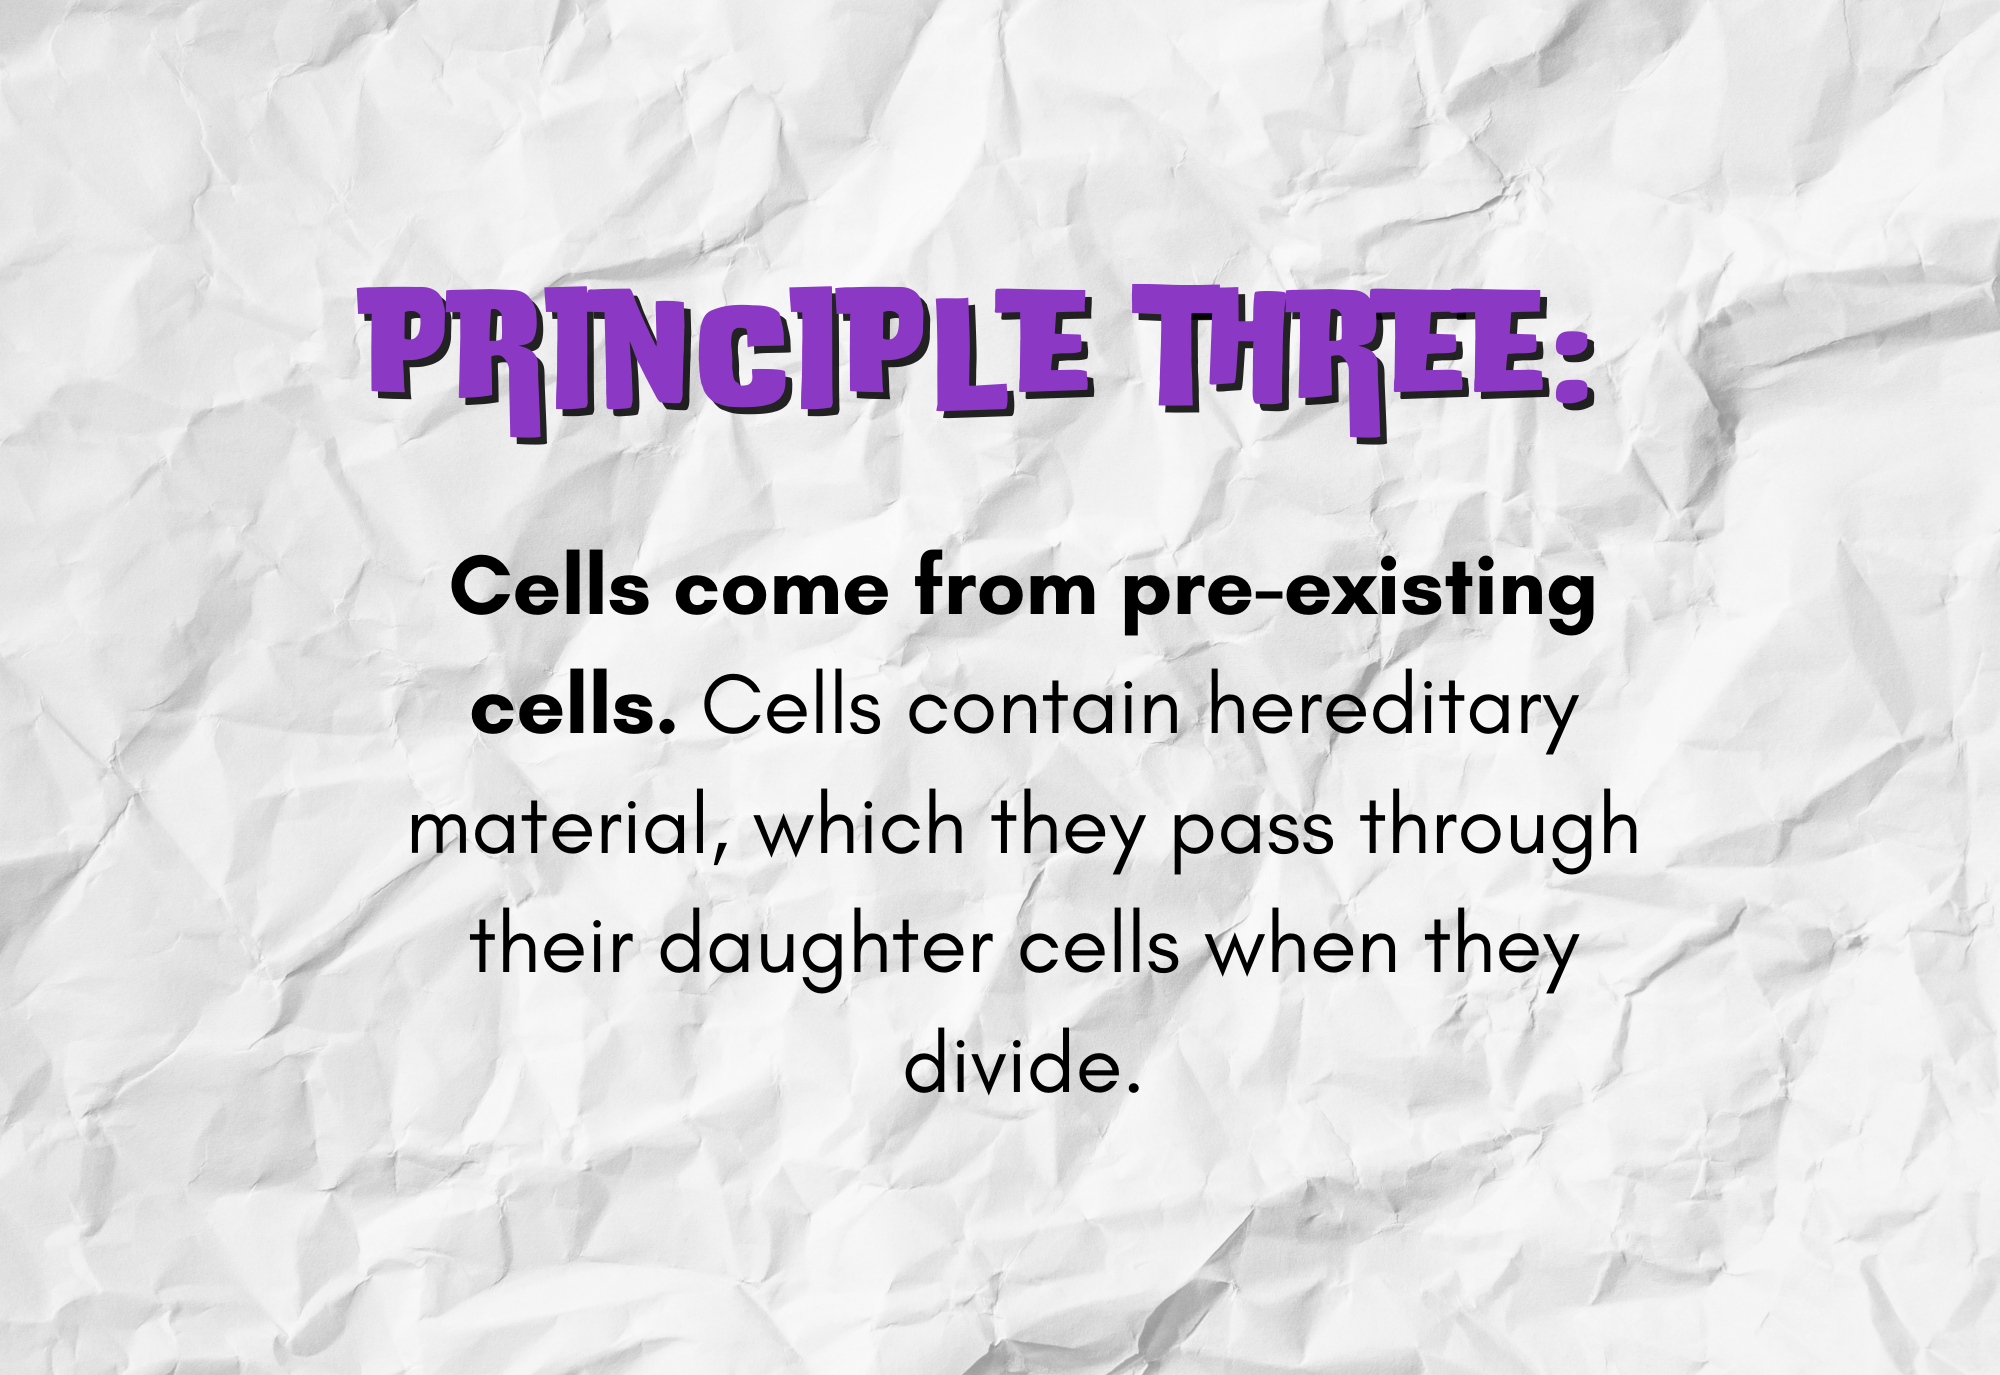 PRINCIPLE THREE:
Cells come from pre-existing
cells. Cells contain hereditary
material, which they pass through
their daughter cells when they
divide.